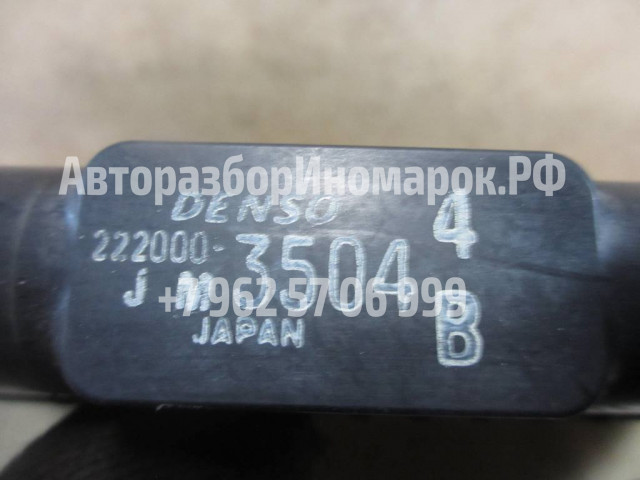 АвторазборИномарок.РФ
DENSO
4
222000-3504
J M
+79625706999
JAPAN
B